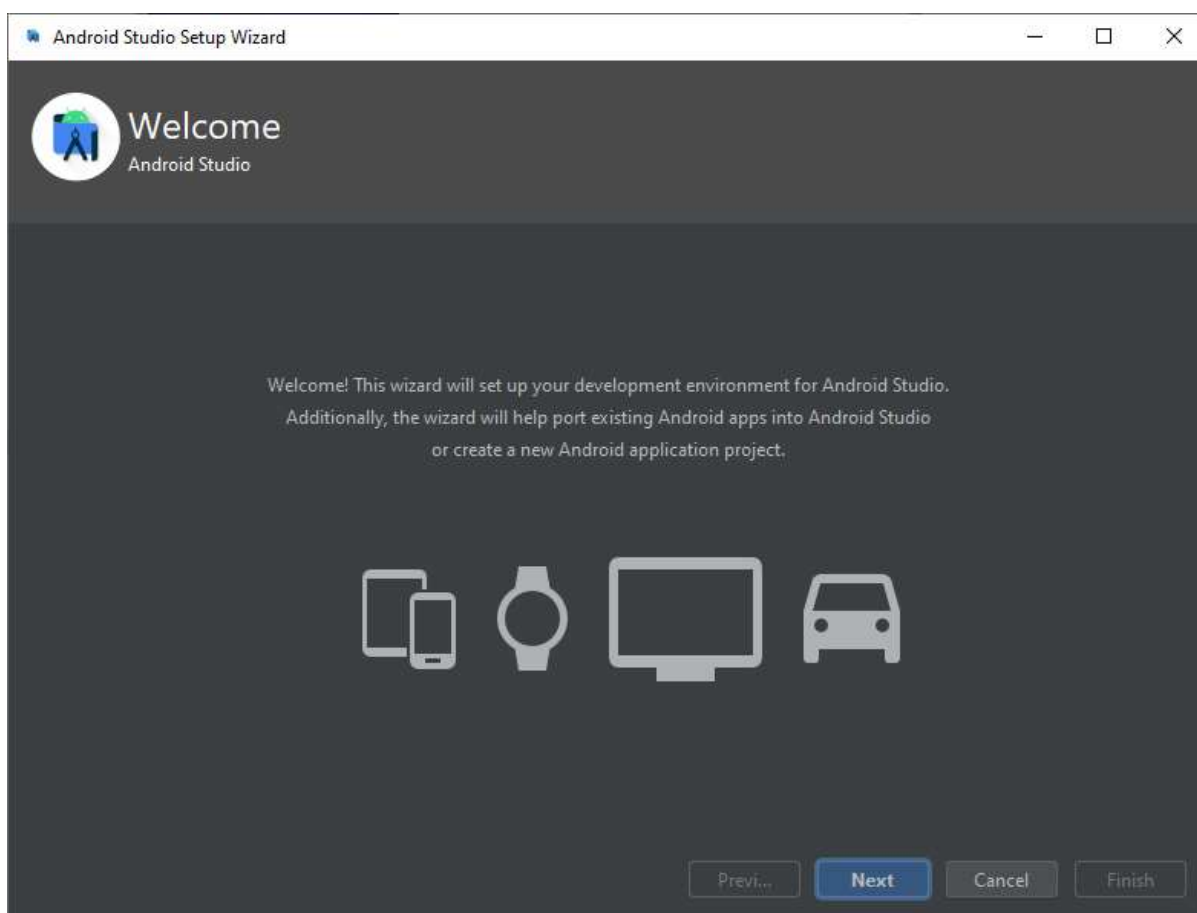 Android Studio Setup Wizard
Welcome
Android Studio
Welcome! This wizard will set up your development environment for Android Studio.
Additionally, the wizard will help port existing Android apps into Android Studio
or create a new Android application project.
Previ... Next Cancel Finish